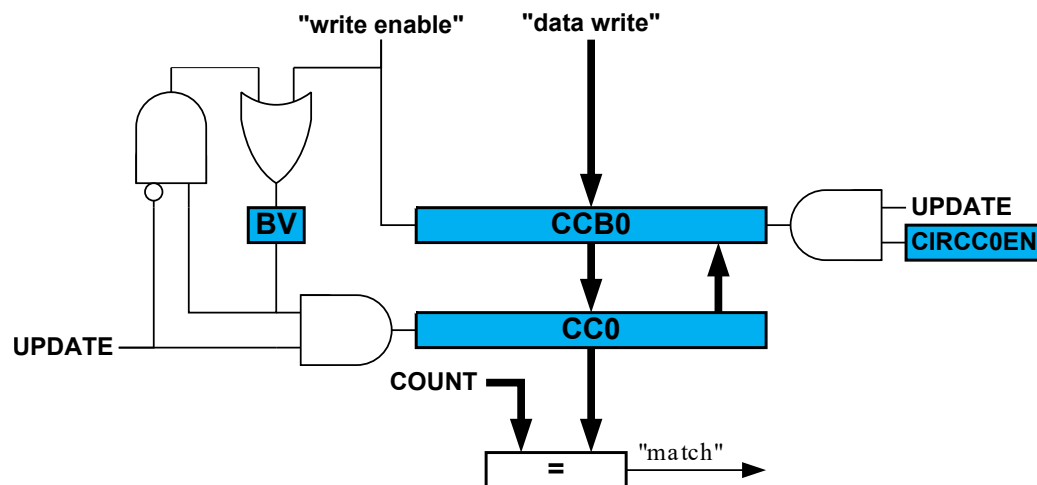 "write enable"
"data write"
BV
CCB0
UPDATE
CIRCC0EN
UPDATE
CC0
COUNT
"match"
=